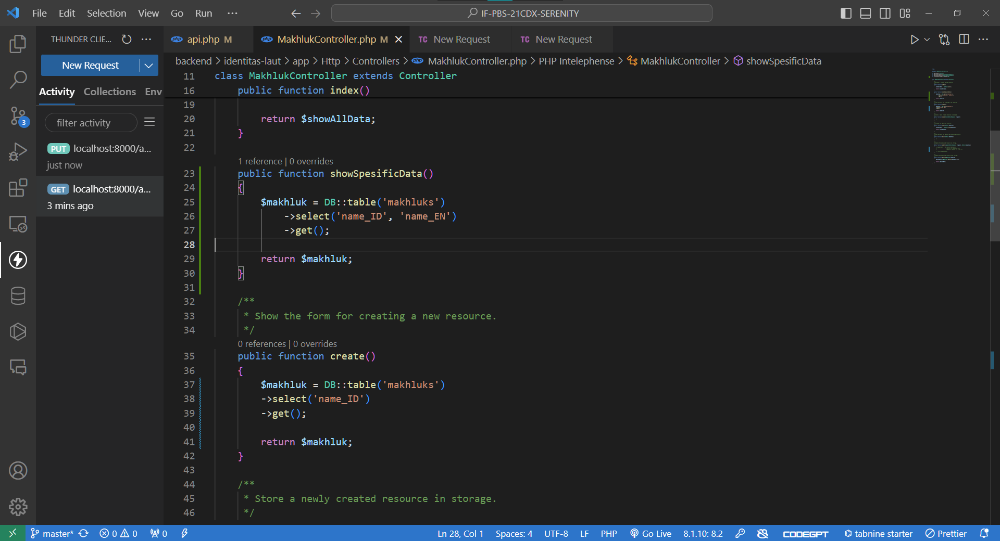 File Edit Selection View Go Run ···
IF-PBS-21CDX-SERENITY
THUNDER CLIE... ···
New Request
Activity Collections Env
filter activity
PUT localhost:8000/a...
just now
GET localhost:8000/a...
3 mins ago
3
php api.php M
php MakhlukController.php M
TC New Request
TC New Request
backend > identitas-laut > app > Http > Controllers > php MakhlukController.php > PHP Intelephense > MakhlukController > showSpesificData
11 class MakhlukController extends Controller
16 public function index()
19
20 return $showAllData;
21 }
22
1 reference | 0 overrides
23 public function showSpesificData()
24 {
25 $makhluk = DB::table('makhluks')
26 ->select('name_ID', 'name_EN')
27 ->get();
28
29 return $makhluk;
30 }
31
32 /**
33 * Show the form for creating a new resource.
34 */
0 references | 0 overrides
35 public function create()
36 {
37 $makhluk = DB::table('makhluks')
38 ->select('name_ID')
39 ->get();
40
41 return $makhluk;
42 }
43
44 /**
45 * Store a newly created resource in storage.
46 */
master* 0 0 0 Ln 28, Col 1 Spaces: 4 UTF-8 LF PHP Go Live 8.1.10: 8.2 CODEGPT tabnine starter Prettier